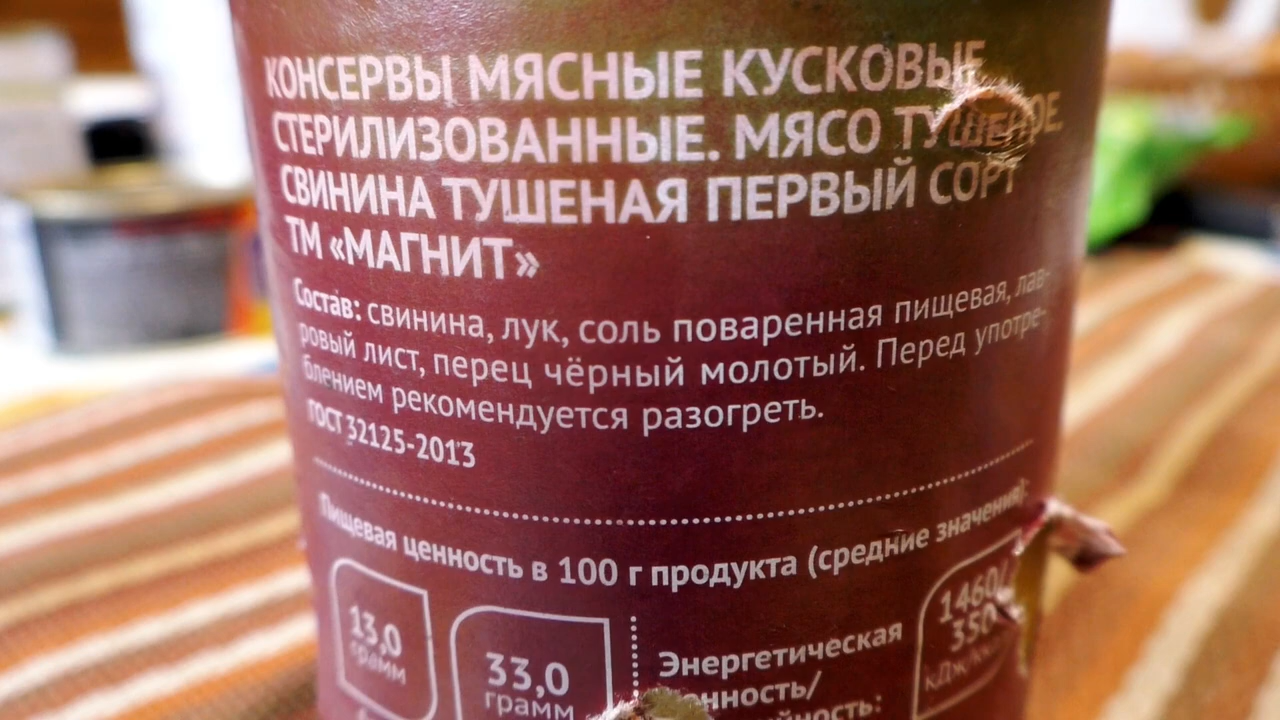 КОНСЕРВЫ МЯСНЫЕ КУСКОВЫЕ
СТЕРИЛИЗОВАННЫЕ. МЯСО ТУШЕНОЕ.
СВИНИНА ТУШЕНАЯ ПЕРВЫЙ СОРТ
ТМ «МАГНИТ»
Состав: свинина, лук, соль поваренная пищевая, лав-
ровый лист, перец чёрный молотый. Перед употре-
блением рекомендуется разогреть.
ГОСТ 32125-2013
Пищевая ценность в 100 г продукта (средние значения):
13,0
грамм
33,0
грамм
Энергетическая
1460/
350
кДж/